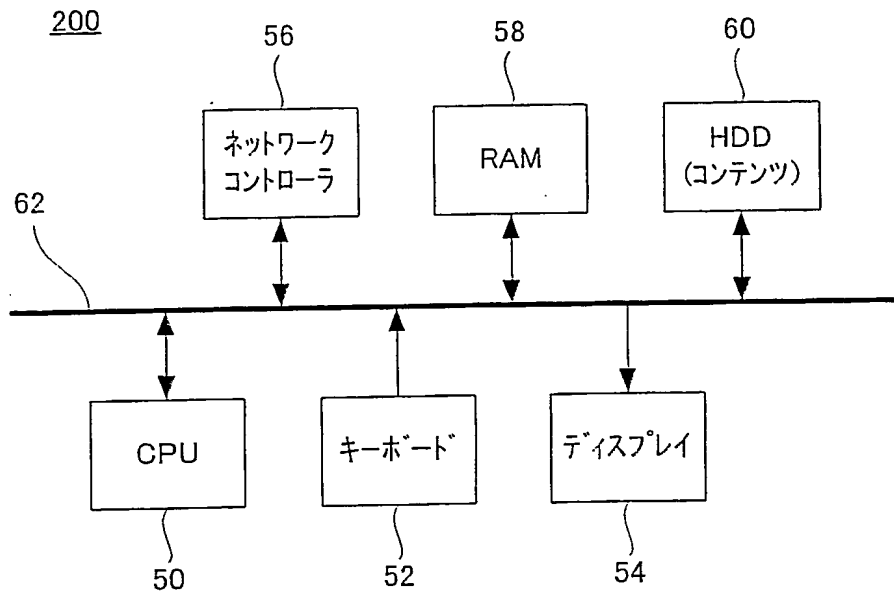 200
56
58
60
ネットワーク
コントローラ
RAM
HDD
(コンテンツ)
62
CPU
キーボード
ディスプレイ
50
52
54